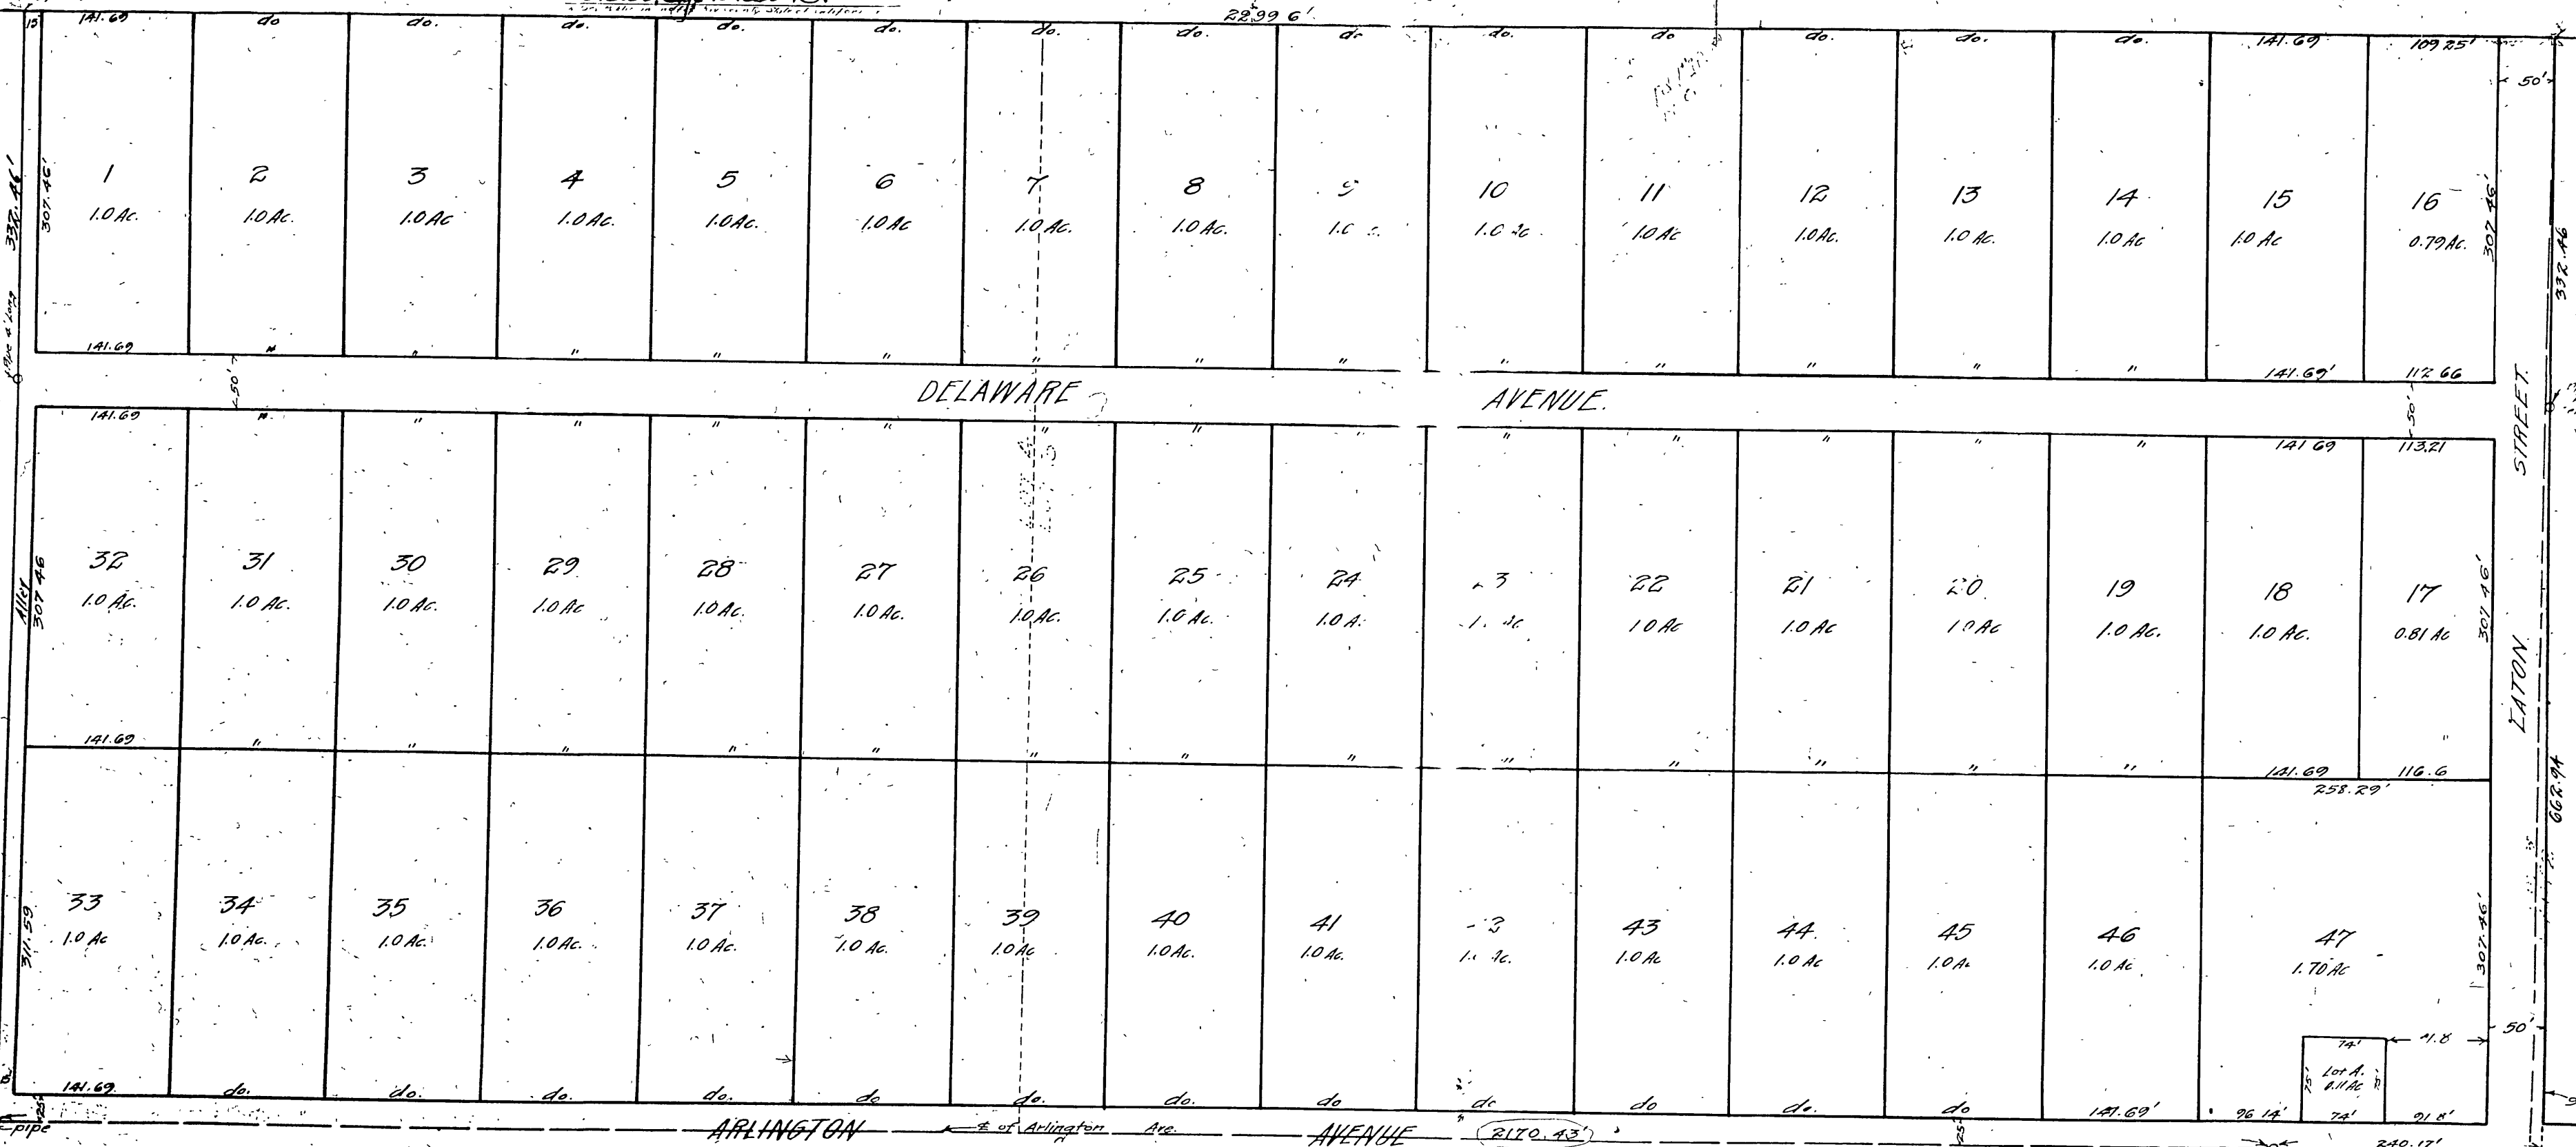 2299 6'
15 141.69 do do. do. do. do. do. do. do. do. do. do. 141.69 109 25'
50'
332.46'
307.46'
1 2 3 4 5 6 7 8 10 11 12 13 14 15 16
1.0 Ac. 1.0 Ac. 1.0 Ac 1.0 Ac. 1.0 Ac. 1.0 Ac 1.0 Ac. 1.0 Ac. 1.0 Ac 1.0 Ac. 1.0 Ac. 1.0 Ac 1.0 Ac 0.79 Ac.
307 46'
332.46
141.69 " " " " " " " " " " " " " 141.69' 112 66
50'
DELAWARE AVENUE.
50'
141.69 " " " " " " " " " " " " 141 69 113.21
STREET.
Alley
307 46
32 31 30 29 28 27 26 25 24 22 21 20 19 18 17
1.0 Ac. 1.0 Ac. 1.0 Ac. 1.0 Ac 1.0 Ac. 1.0 Ac. 1.0 Ac. 1.0 Ac. 1.0 Ac 1.0 Ac 1.0 Ac 1.0 Ac. 1.0 Ac. 0.81 Ac
307 46'
EATON
141.69 " " " " " " " " " " " " " 141.69 116.6
258.29'
662.94
311.59
33 34 35 36 37 38 39 40 41 43 44 45 46 47
1.0 Ac 1.0 Ac. 1.0 Ac. 1.0 Ac. 1.0 Ac. 1.0 Ac. 1.0 Ac 1.0 Ac. 1.0 Ac. 1.0 Ac 1.0 Ac 1.0 Ac 1.0 Ac 1.70 Ac
307.46'
50'
74'
75' Lot A.
0.11 Ac
141.69 do. do. do. do. do do. do. do do do. do 141.69' 96 14' 74' 91.8'
25'
pipe ARLINGTON ℄ of Arlington Ave. AVENUE 2170.43' 25' 240.17'